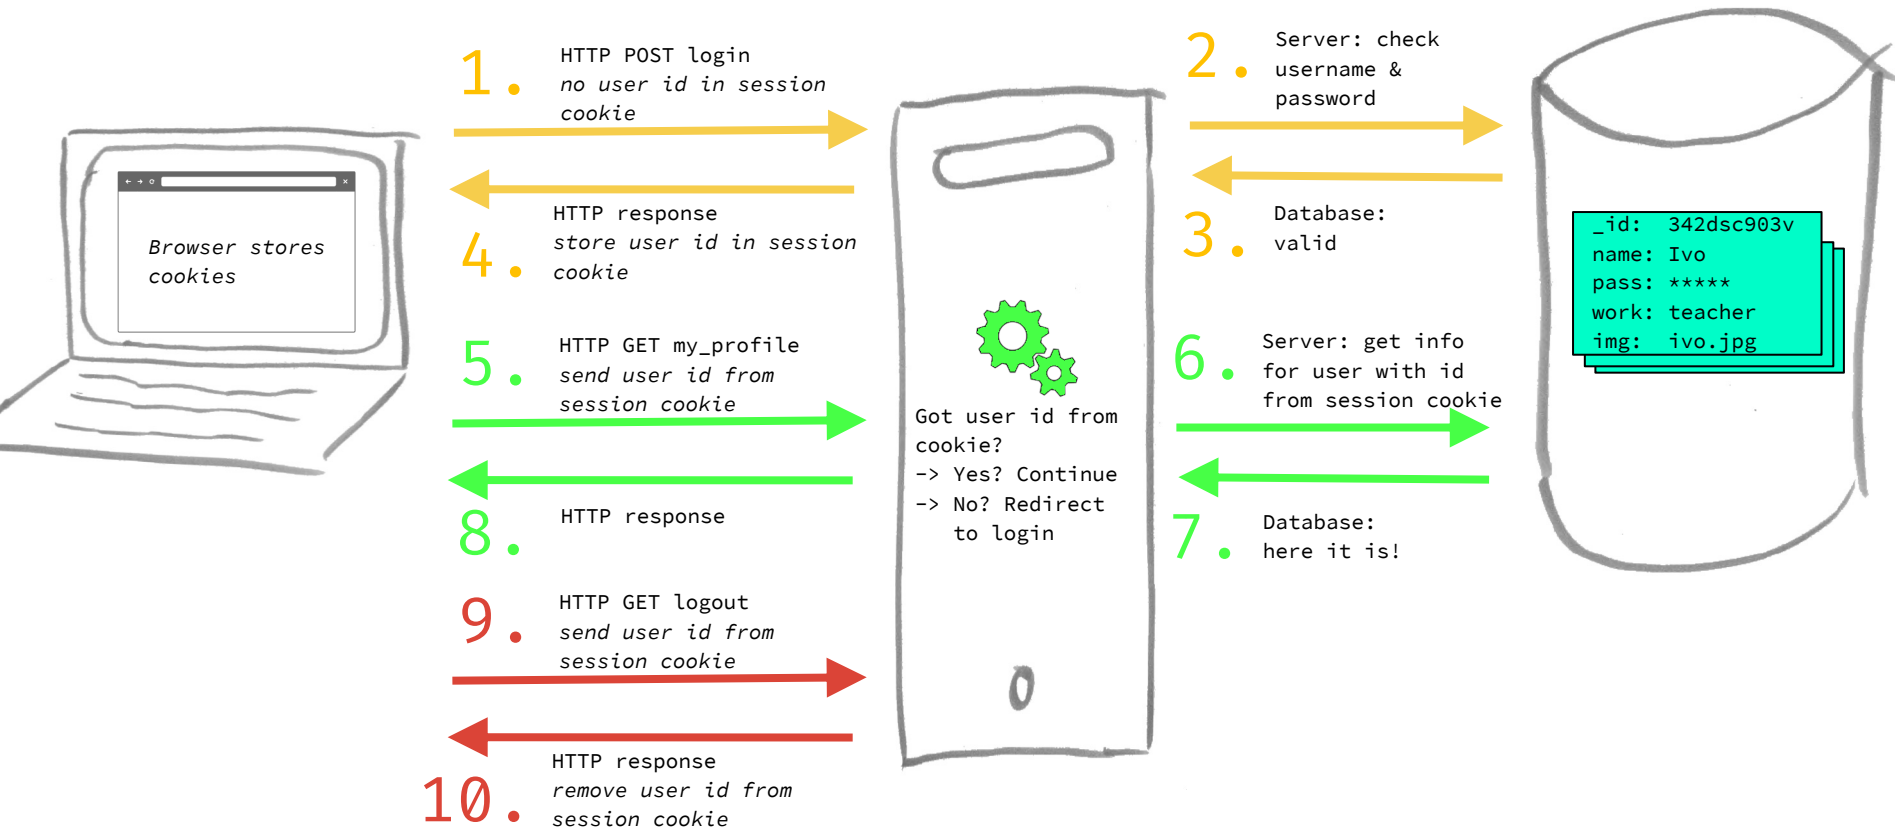 1.
HTTP POST login
no user id in session
cookie
2.
Server: check
username &
password
Database:
valid
3.
HTTP response
store user id in session
cookie
4.
Browser stores
cookies
_id: 342dsc903v
name: Ivo
pass: *****
work: teacher
img: ivo.jpg
5.
HTTP GET my_profile
send user id from
session cookie
Got user id from
cookie?
-> Yes? Continue
-> No? Redirect
to login
6.
Server: get info
for user with id
from session cookie
7.
Database:
here it is!
8.
HTTP response
9.
HTTP GET logout
send user id from
session cookie
10.
HTTP response
remove user id from
session cookie